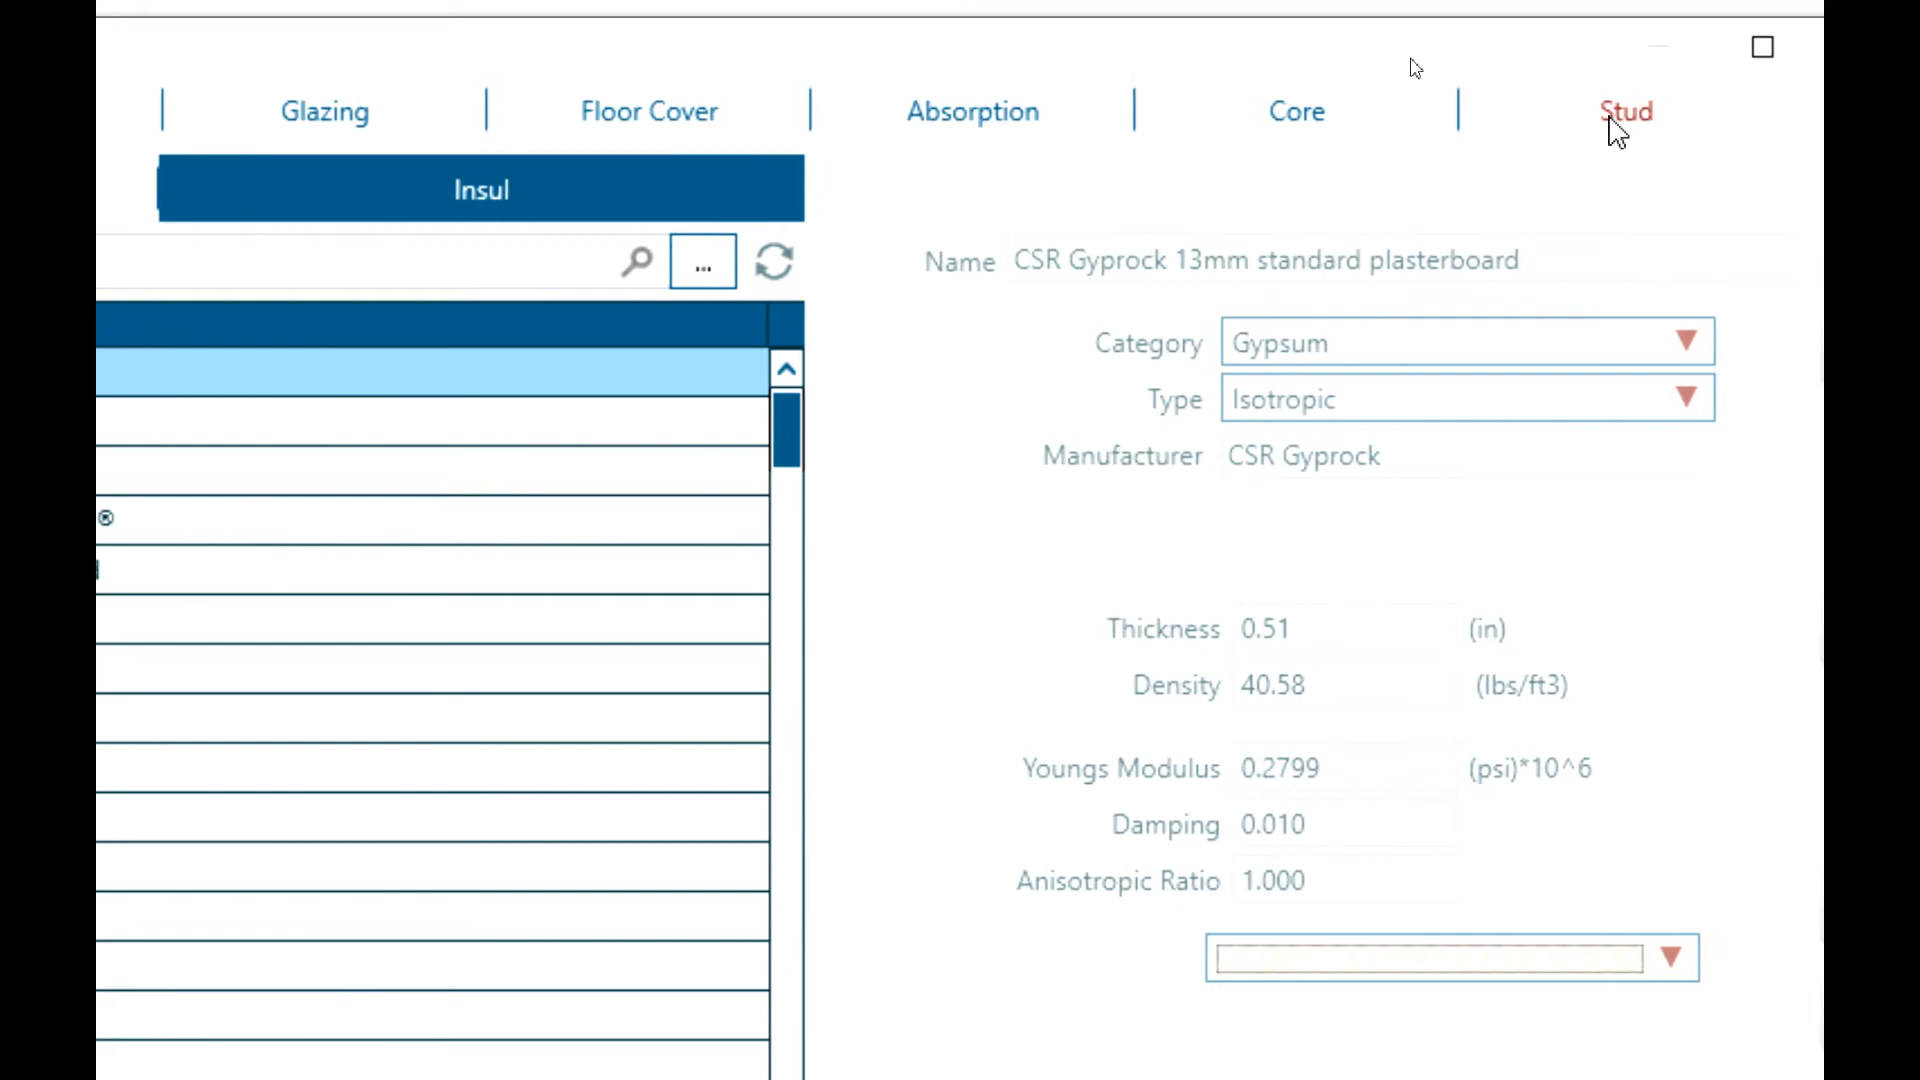 Glazing
Floor Cover
Absorption
Core
Stud
Insul
...
Name CSR Gyprock 13mm standard plasterboard
Category Gypsum
Type Isotropic
Manufacturer CSR Gyprock
®
Thickness 0.51 (in)
Density 40.58 (lbs/ft3)
Youngs Modulus 0.2799 (psi)*10^6
Damping 0.010
Anisotropic Ratio 1.000